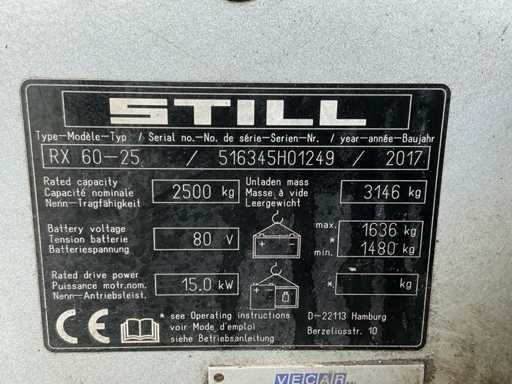 STILL
Type-Modèle-Typ / Serial no.-No. de série-Serien-Nr. / year-année-Baujahr
RX 60-25 / 516345H01249 / 2017
Rated capacity
Capacité nominale
Nenn-Tragfähigkeit
2500 kg
Unladen mass
Masse à vide
Leergewicht
3146 kg
Battery voltage
Tension batterie
Batteriespannung
80 V
max. 1636 kg
*
min. 1480 kg
Rated drive power
Puissance motr.nom.
Nenn-Antriebsleist.
15.0 kW
* kg
CE
* see Operating instructions
voir Mode d'emploi
siehe Betriebsanleitung
D-22113 Hamburg
Berzeliusstr. 10
VECAR